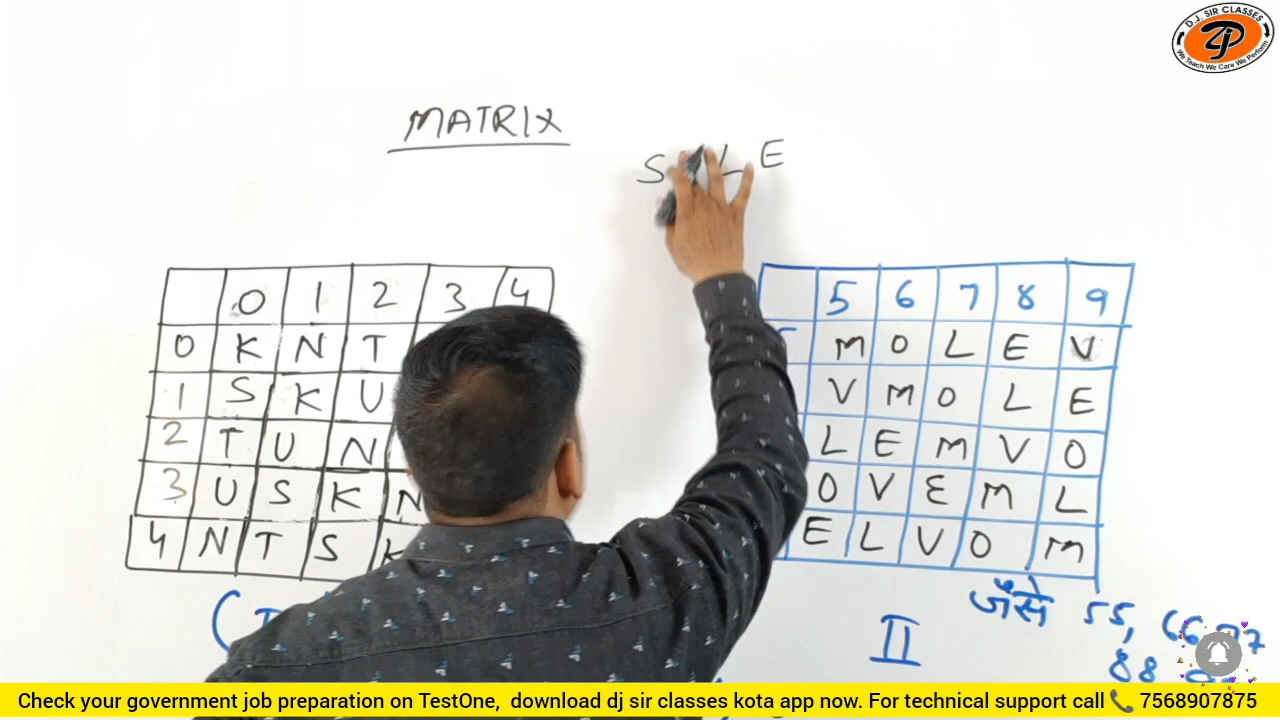 D.J. SIR CLASSES
We Teach We Care We Perform
MATRIX
S L E
0 1 2 3 4
0 K N T
1 S K U
2 T U N
3 U S K N
4 N T S K
5 6 7 8 9
M O L E V
V M O L E
L E M V O
O V E M L
E L V O M
जैसे 55, 66, 77
88
II
Check your government job preparation on TestOne, download dj sir classes kota app now. For technical support call 📞 7568907875